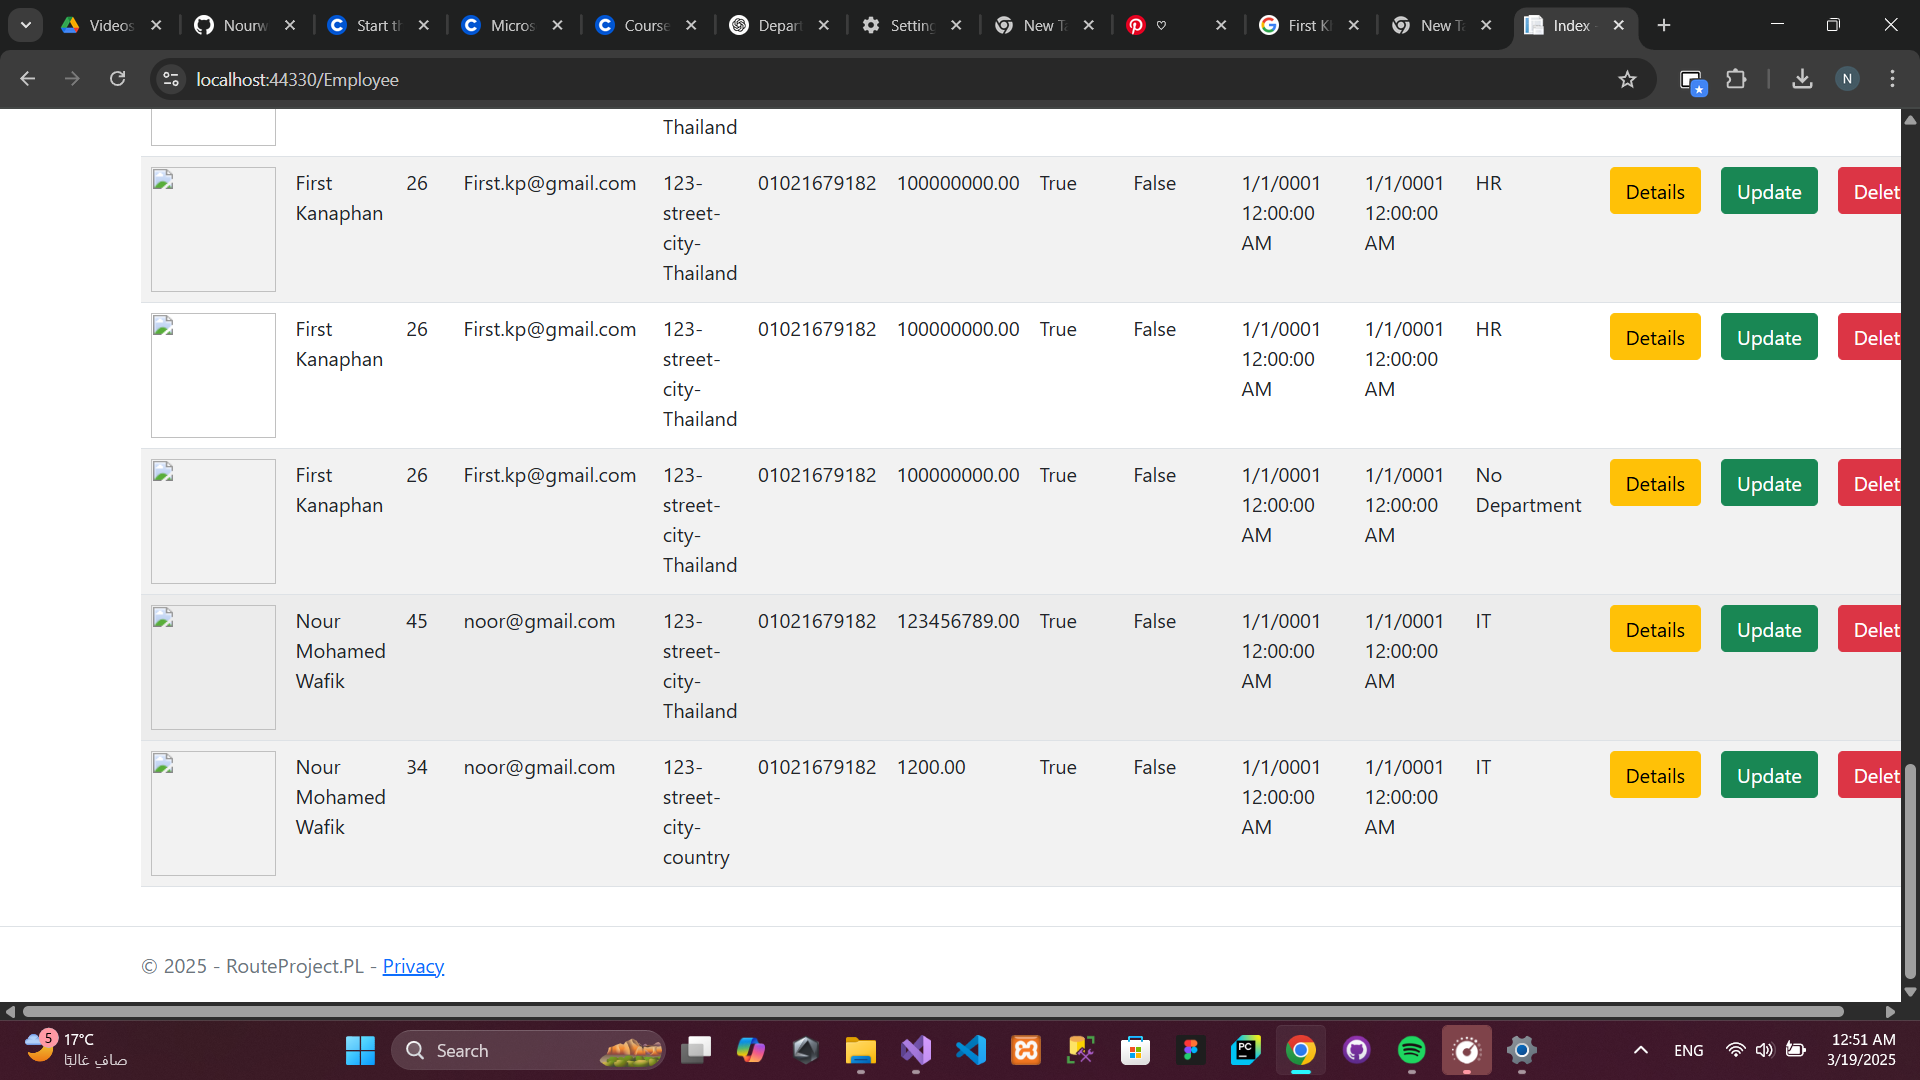 Videos
Nourw
Start th
Micros
Course
Depart
Setting
New Ta
♡
First Kh
New Ta
Index -
localhost:44330/Employee
N
Thailand
First Kanaphan 26 First.kp@gmail.com 123-street-city-Thailand 01021679182 100000000.00 True False 1/1/0001 12:00:00 AM 1/1/0001 12:00:00 AM HR Details Update Delet
First Kanaphan 26 First.kp@gmail.com 123-street-city-Thailand 01021679182 100000000.00 True False 1/1/0001 12:00:00 AM 1/1/0001 12:00:00 AM HR Details Update Delet
First Kanaphan 26 First.kp@gmail.com 123-street-city-Thailand 01021679182 100000000.00 True False 1/1/0001 12:00:00 AM 1/1/0001 12:00:00 AM No Department Details Update Delet
Nour Mohamed Wafik 45 noor@gmail.com 123-street-city-Thailand 01021679182 123456789.00 True False 1/1/0001 12:00:00 AM 1/1/0001 12:00:00 AM IT Details Update Delet
Nour Mohamed Wafik 34 noor@gmail.com 123-street-city-country 01021679182 1200.00 True False 1/1/0001 12:00:00 AM 1/1/0001 12:00:00 AM IT Details Update Delet
© 2025 - RouteProject.PL - Privacy
5
17°C
صافي غالبًا
Search
PC
ENG
12:51 AM
3/19/2025